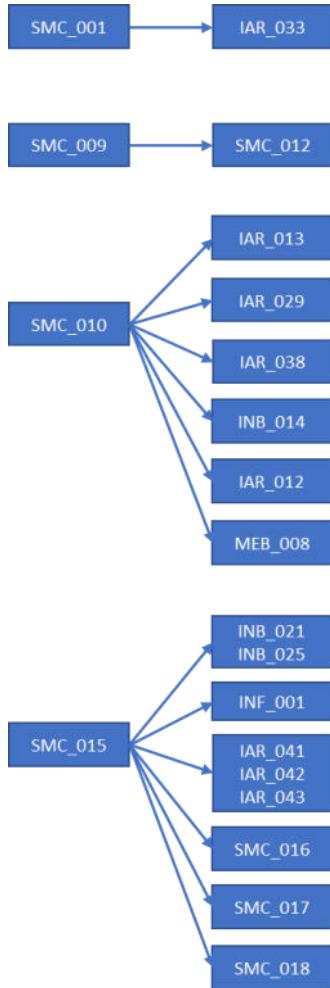 SMC_001
IAR_033
SMC_009
SMC_012
SMC_010
IAR_013
IAR_029
IAR_038
INB_014
IAR_012
MEB_008
SMC_015
INB_021
INB_025
INF_001
IAR_041
IAR_042
IAR_043
SMC_016
SMC_017
SMC_018